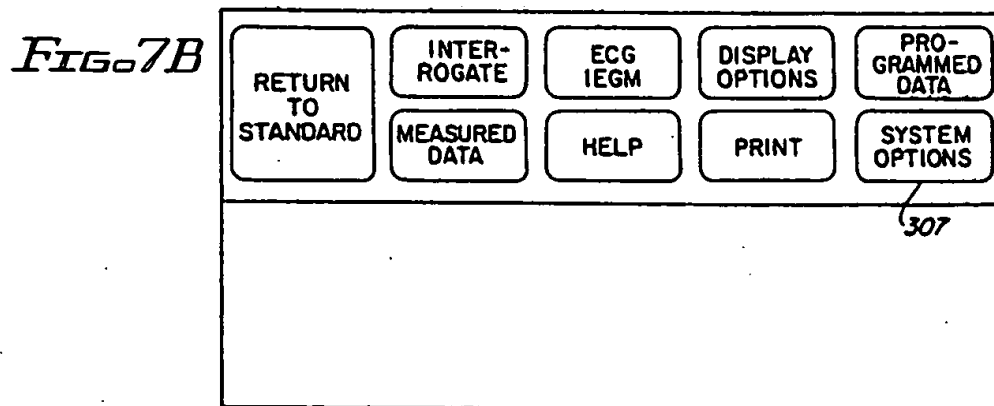 FIG. 7B
RETURN
TO
STANDARD
INTER-
ROGATE
ECG
IEGM
DISPLAY
OPTIONS
PRO-
GRAMMED
DATA
MEASURED
DATA
HELP
PRINT
SYSTEM
OPTIONS
307